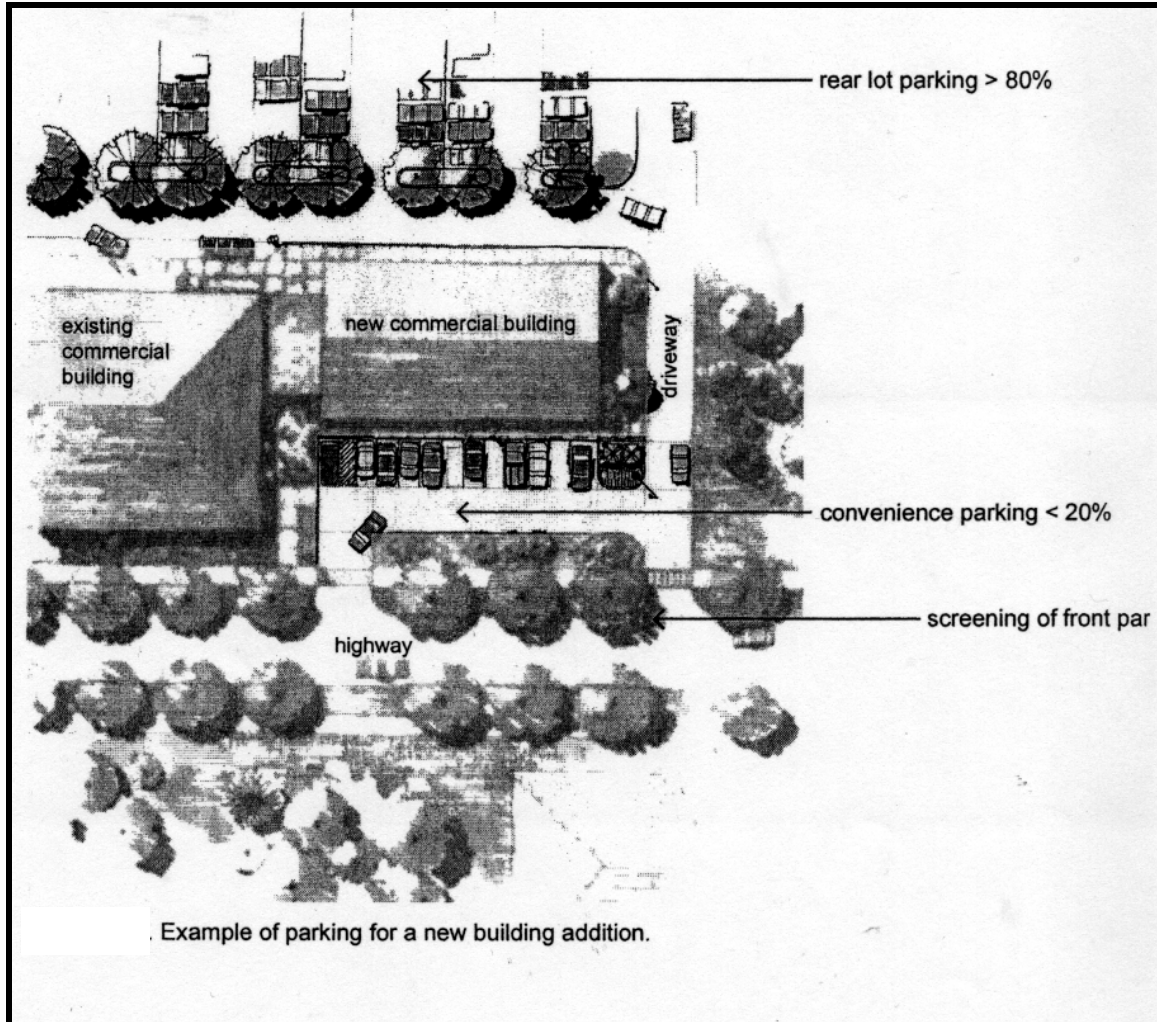 rear lot parking > 80%
existing
commercial
building
new commercial building
driveway
convenience parking < 20%
screening of front par
highway
. Example of parking for a new building addition.